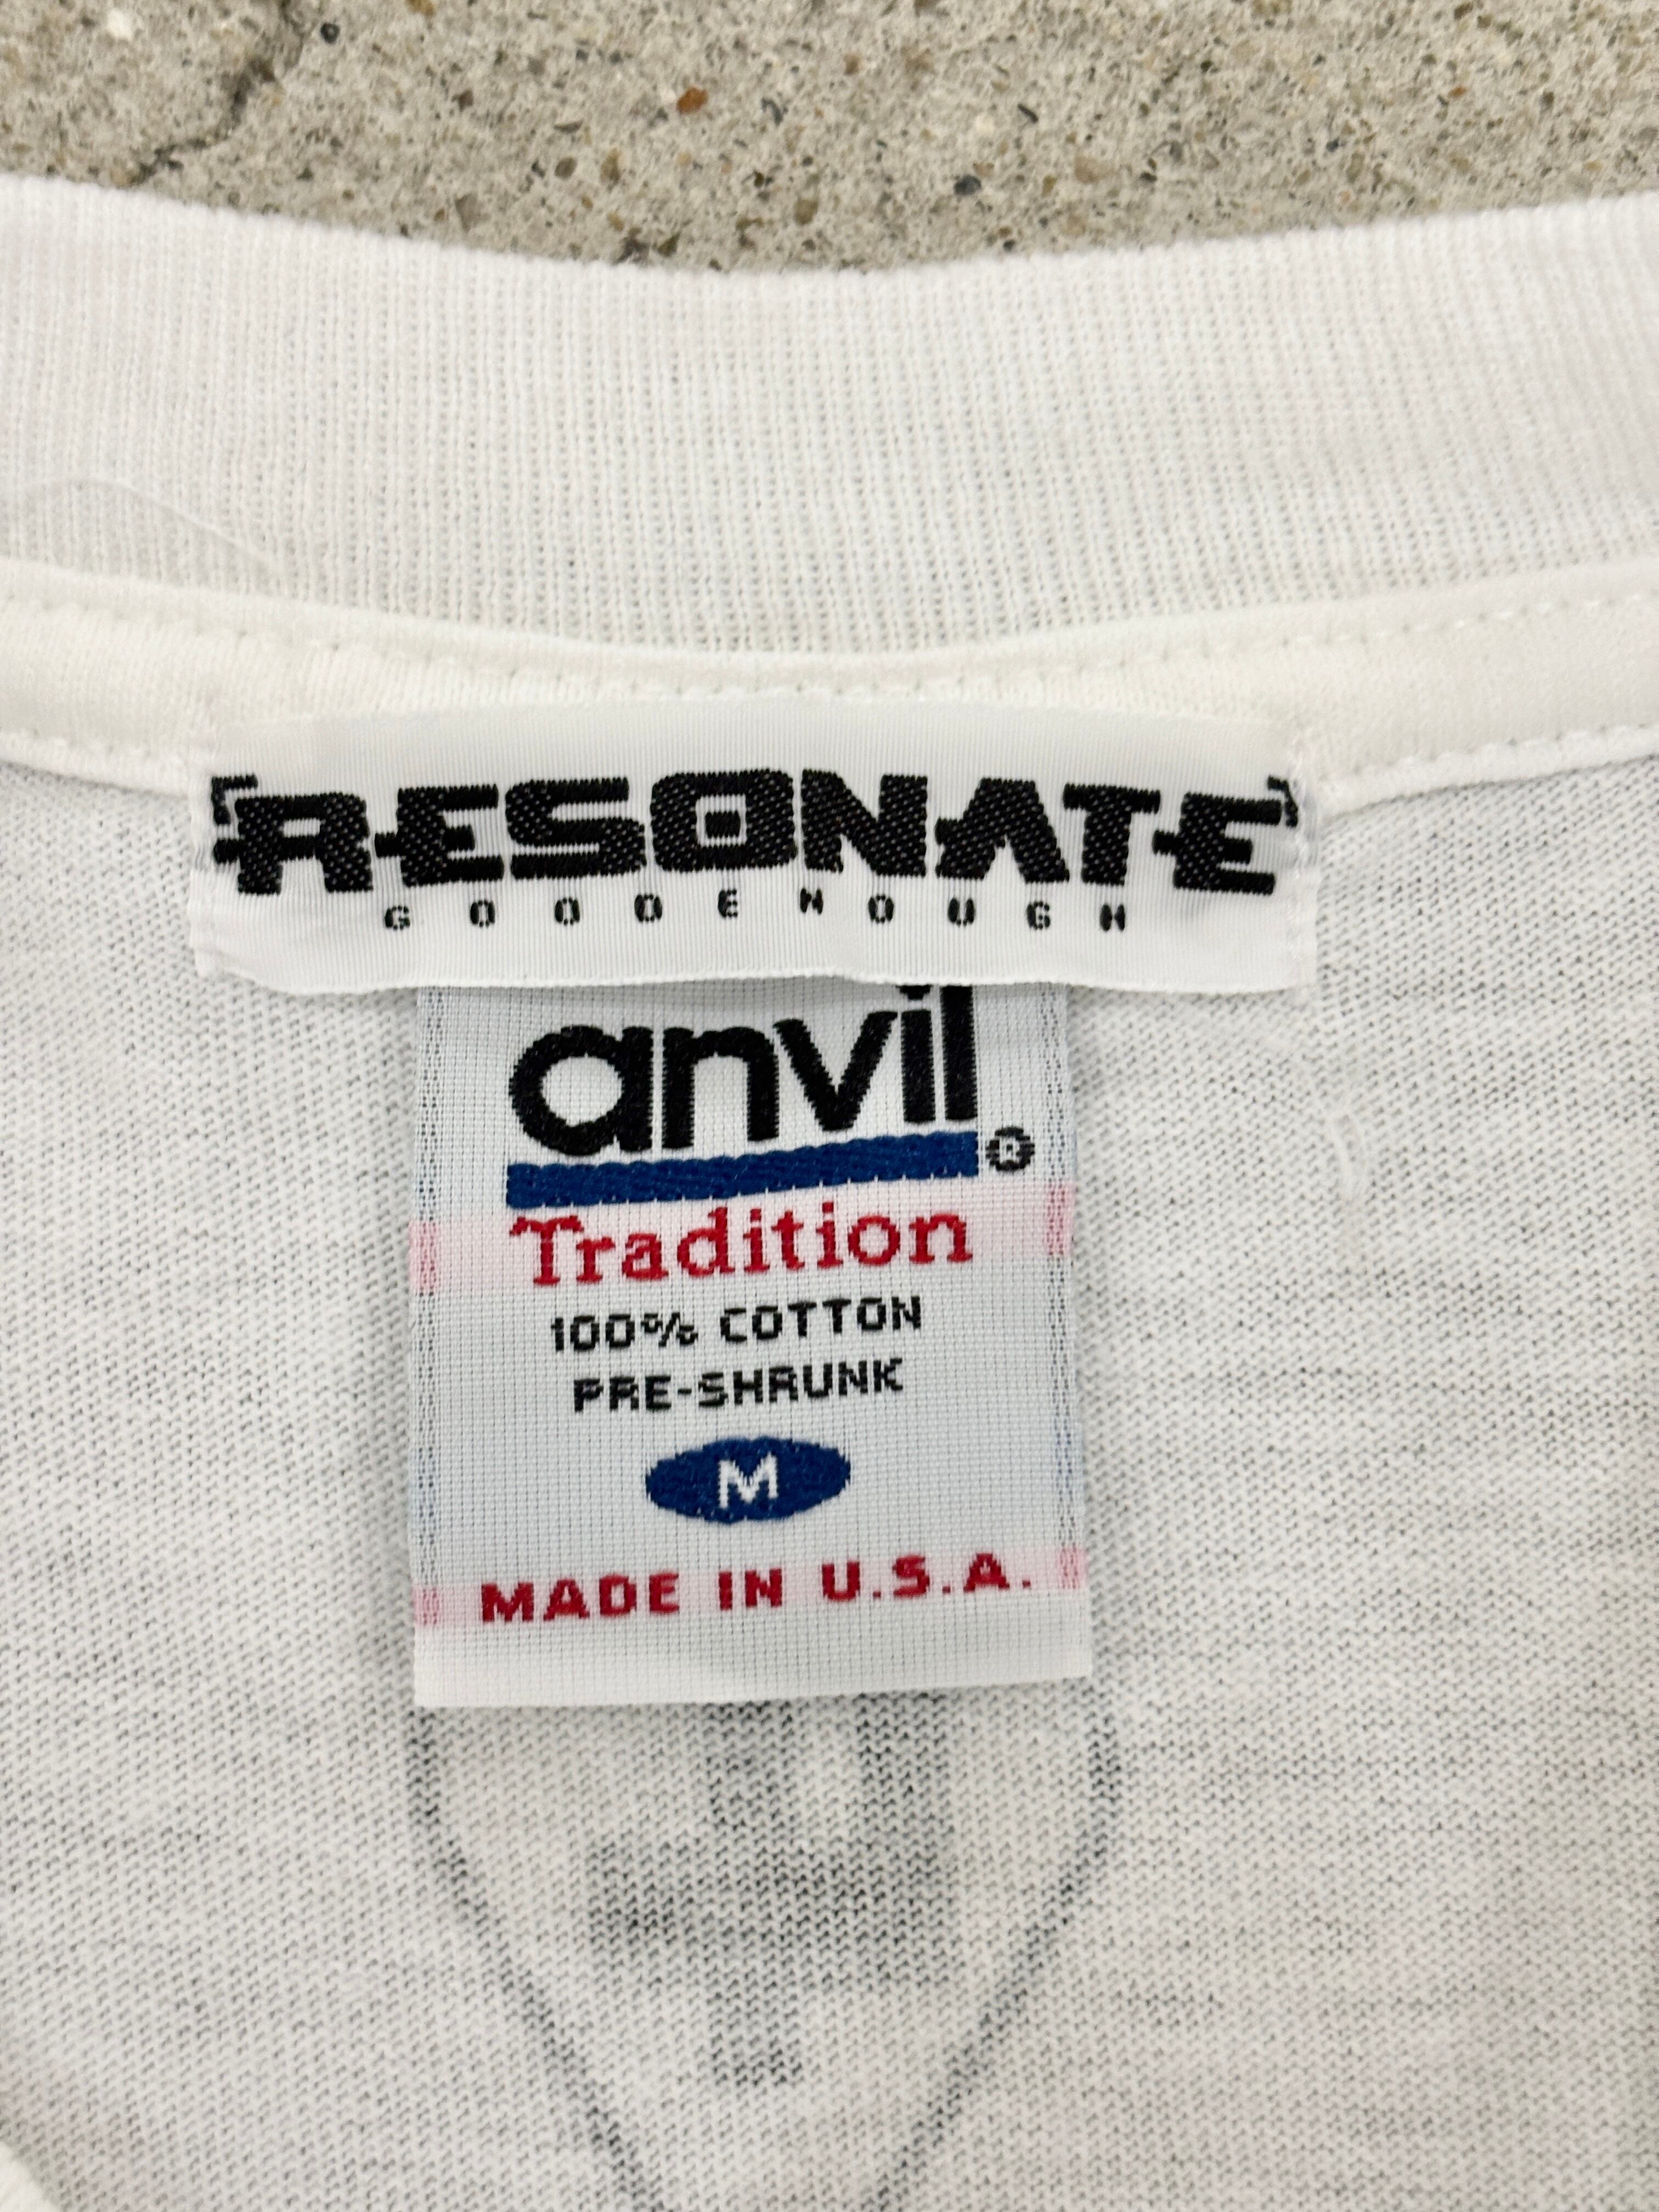 RESONATE
GOODENOUGH
anvil®
Tradition
100% COTTON
PRE-SHRUNK
M
MADE IN U.S.A.